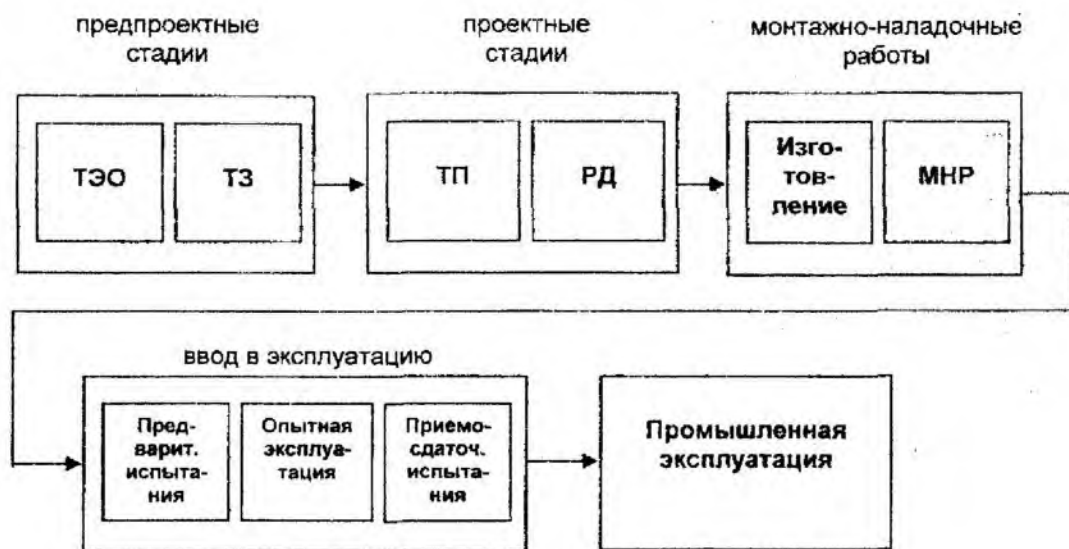 предпроектные
стадии
проектные
стадии
монтажно-наладочные
работы
ТЭО
ТЗ
ТП
РД
Изго-
тов-
ление
МНР
ввод в эксплуатацию
Пред-
варит.
испыта-
ния
Опытная
эксплуа-
тация
Приемо-
сдаточ.
испыта-
ния
Промышленная
эксплуатация